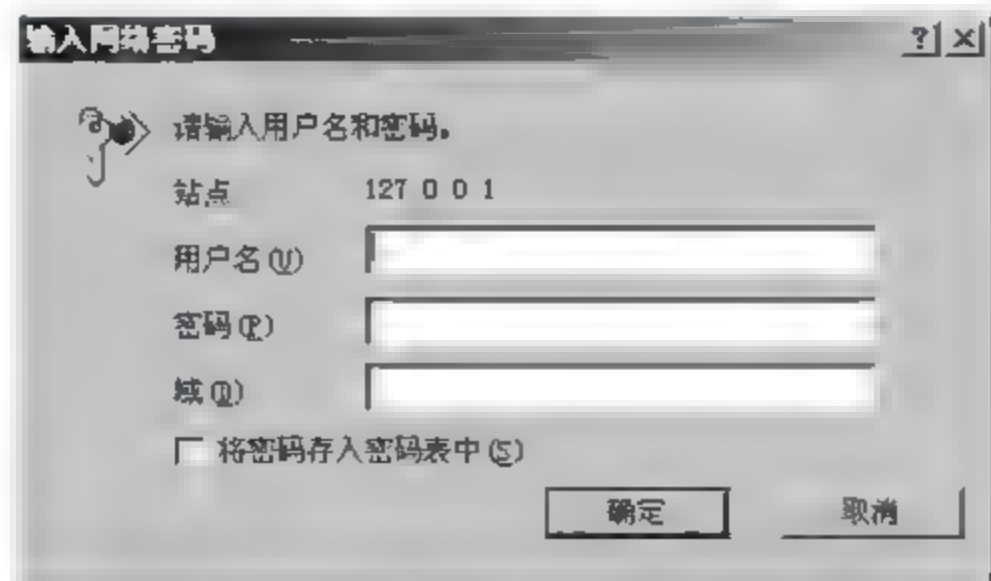 输入网络密码
请输入用户名和密码。
站点 127 0 0 1
用户名(U)
密码(P)
域(D)
将密码存入密码表中(S)
确定 取消